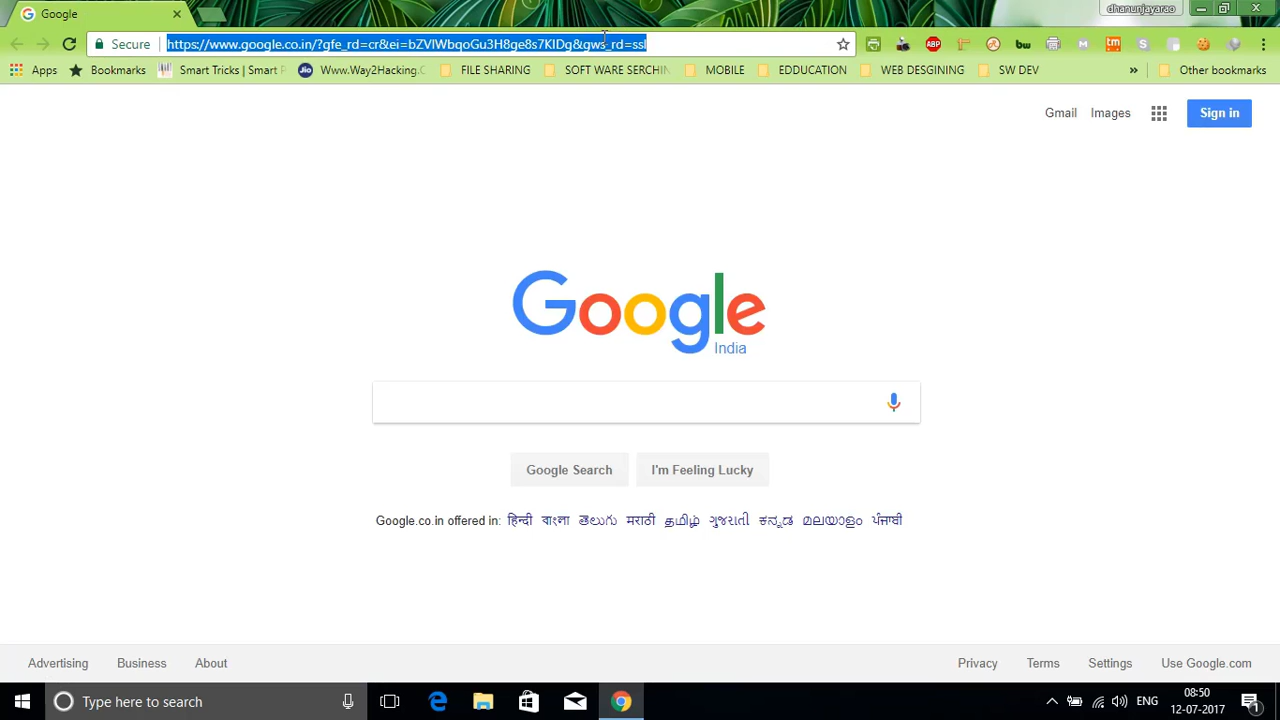 Google
dhanunjayarao
Secure
https://www.google.co.in/?gfe_rd=cr&ei=bZVlWbqoGu3H8ge8s7KIDg&gws_rd=ssl
Apps Bookmarks Smart Tricks | Smart P Www.Way2Hacking.C FILE SHARING SOFT WARE SERCHIN MOBILE EDDUCATION WEB DESGINING SW DEV » Other bookmarks
Gmail Images Sign in
Google
India
Google Search I'm Feeling Lucky
Google.co.in offered in: हिन्दी বাংলা తెలుగు मराठी தமிழ் ગુજરાતી ಕನ್ನಡ മലയാളം ਪੰਜਾਬੀ
Advertising Business About Privacy Terms Settings Use Google.com
Type here to search ENG 08:50
12-07-2017